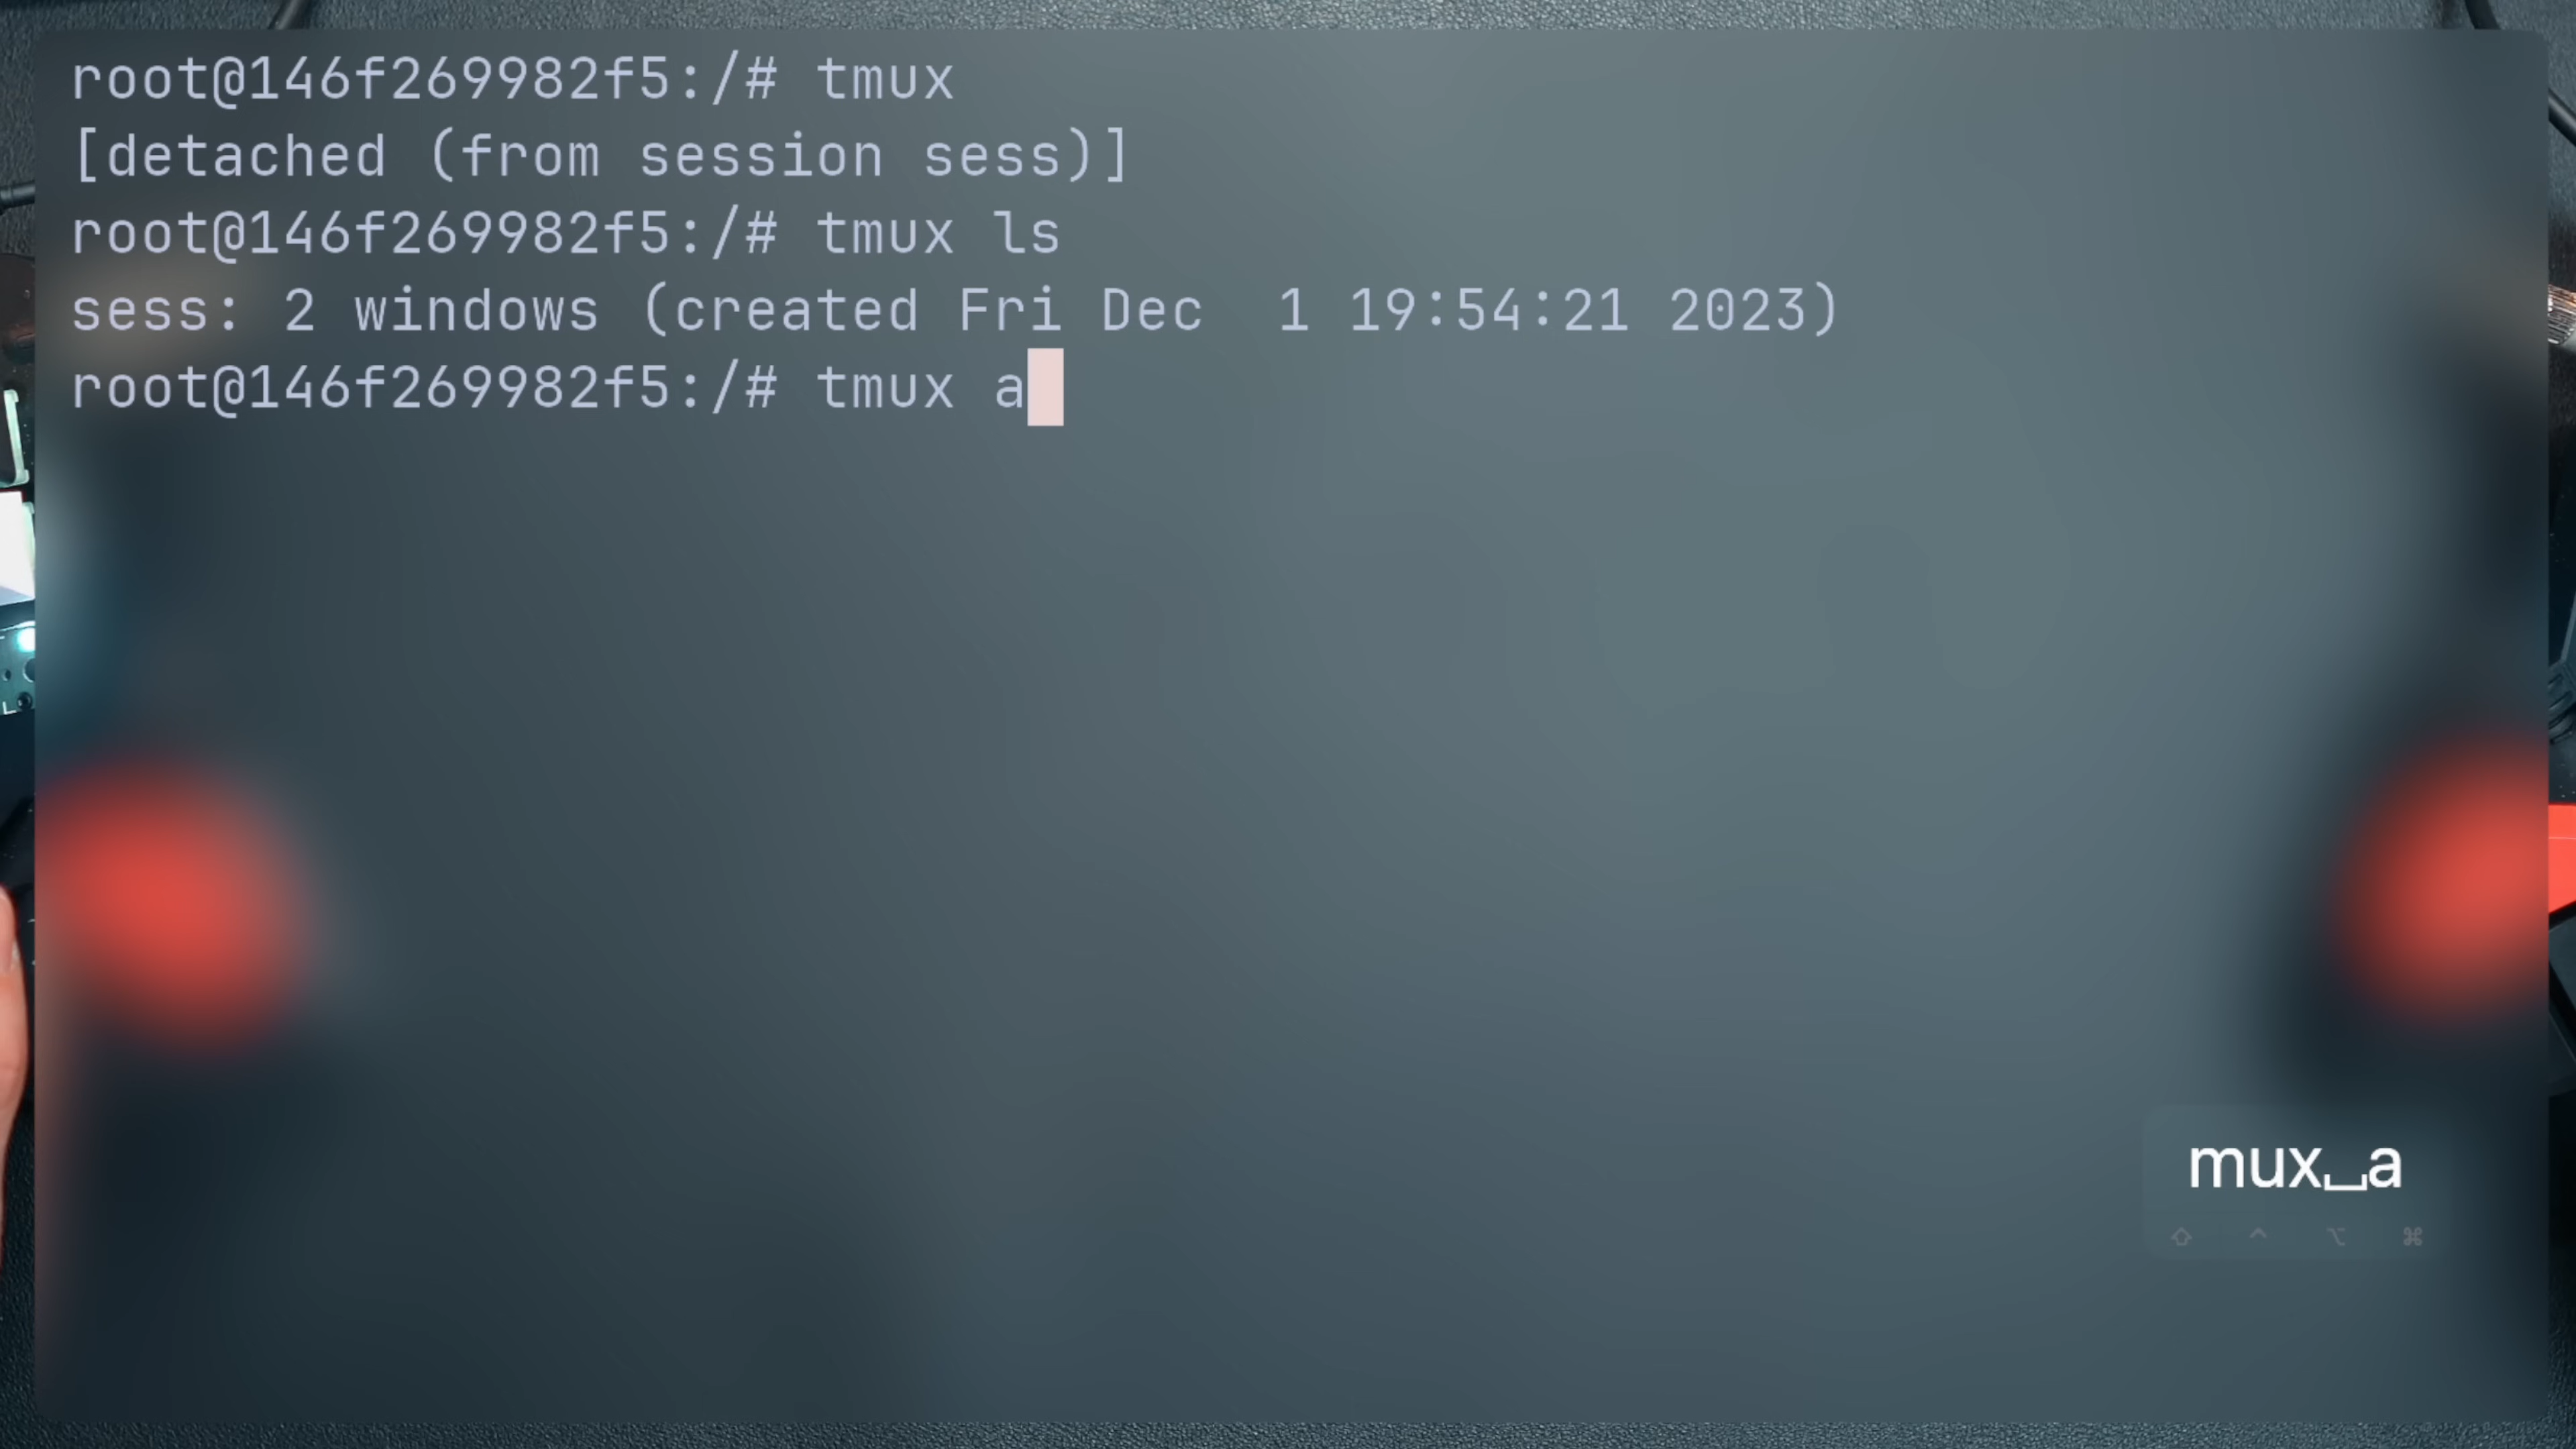 root@146f269982f5:/# tmux
[detached (from session sess)]
root@146f269982f5:/# tmux ls
sess: 2 windows (created Fri Dec  1 19:54:21 2023)
root@146f269982f5:/# tmux a
mux␣a
⇧ ^ ⌥ ⌘